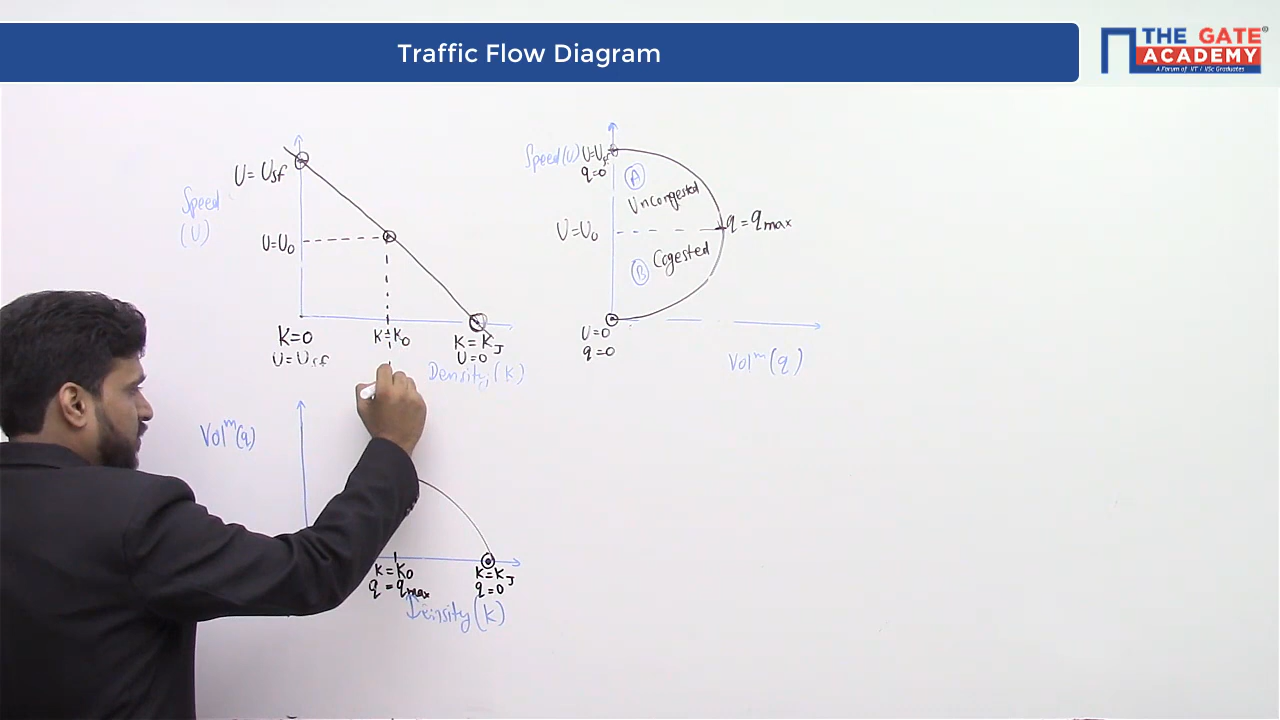 Traffic Flow Diagram
THE GATE
ACADEMY
A Forum of IIT / IISc Graduates
U = Usf
Speed
(U)
U=U0
K=0
U=Usf
K=K0
K = KJ
U=0
Density (K)
Speed(U)
U=Usf
q=0
A
Uncongested
U=U0
q = qmax
B
Cogested
U=0
q=0
Volm (q)
Volm(q)
K=K0
q=qmax
K=KJ
q=0
Density (K)